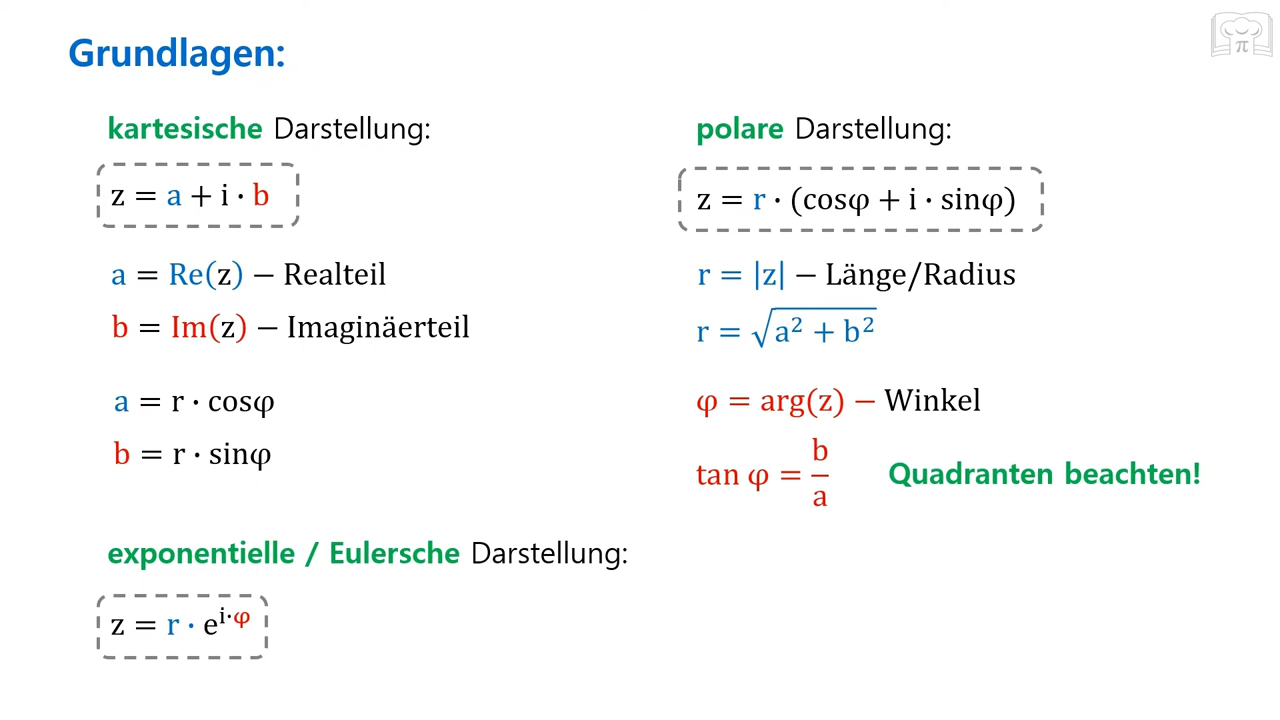 Grundlagen:
kartesische Darstellung:
z = a + i · b
a = Re(z) − Realteil
b = Im(z) − Imaginäerteil
a = r · cosφ
b = r · sinφ
exponentielle / Eulersche Darstellung:
z = r · e^{i·φ}
polare Darstellung:
z = r · (cosφ + i · sinφ)
r = |z| − Länge/Radius
r = √(a² + b²)
φ = arg(z) − Winkel
tan φ = b/a Quadranten beachten!
π